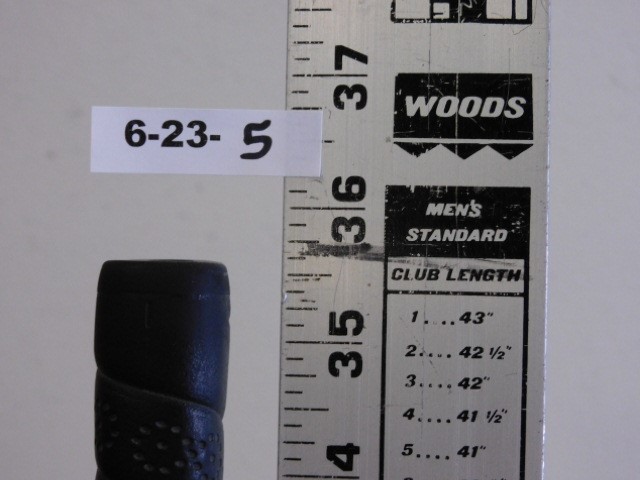 6-23-5
37
36
35
4
WOODS
MEN'S
STANDARD
CLUB LENGTH
1....43"
2....42 1/2"
3....42"
4....41 1/2"
5....41"